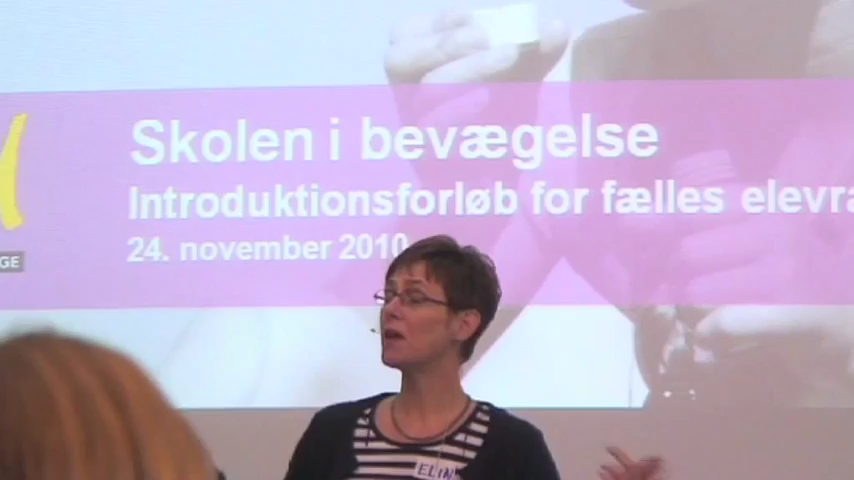 Skolen i bevægelse
Introduktionsforløb for fælles elevra
24. november 2010
GE
ELIN